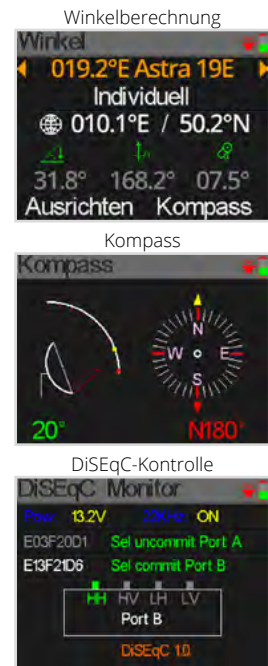 Winkelberechnung
Winkel
019.2°E Astra 19E
Individuell
010.1°E / 50.2°N
31.8° 168.2° 07.5°
Ausrichten Kompass
Kompass
Kompass
N
W E
S
20° N180°
DiSEqC-Kontrolle
DiSEqC Monitor
Pow: 13.2V 22KHz: ON
E03F20D1 Sel uncommit Port A
E13F21D6 Sel commit Port B
HH HV LH LV
Port B
DiSEqC 1.0